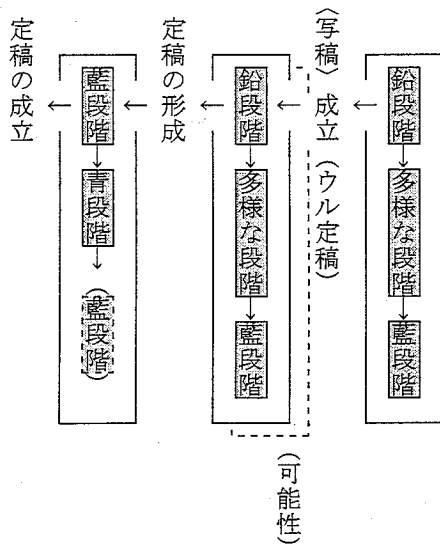 鉛段階→多様な段階→藍段階
↓
〈写稿〉成立(ウル定稿)
↓
鉛段階→多様な段階→藍段階
(可能性)
↓
定稿の形成
↓
藍段階→青段階→(藍段階)
↓
定稿の成立